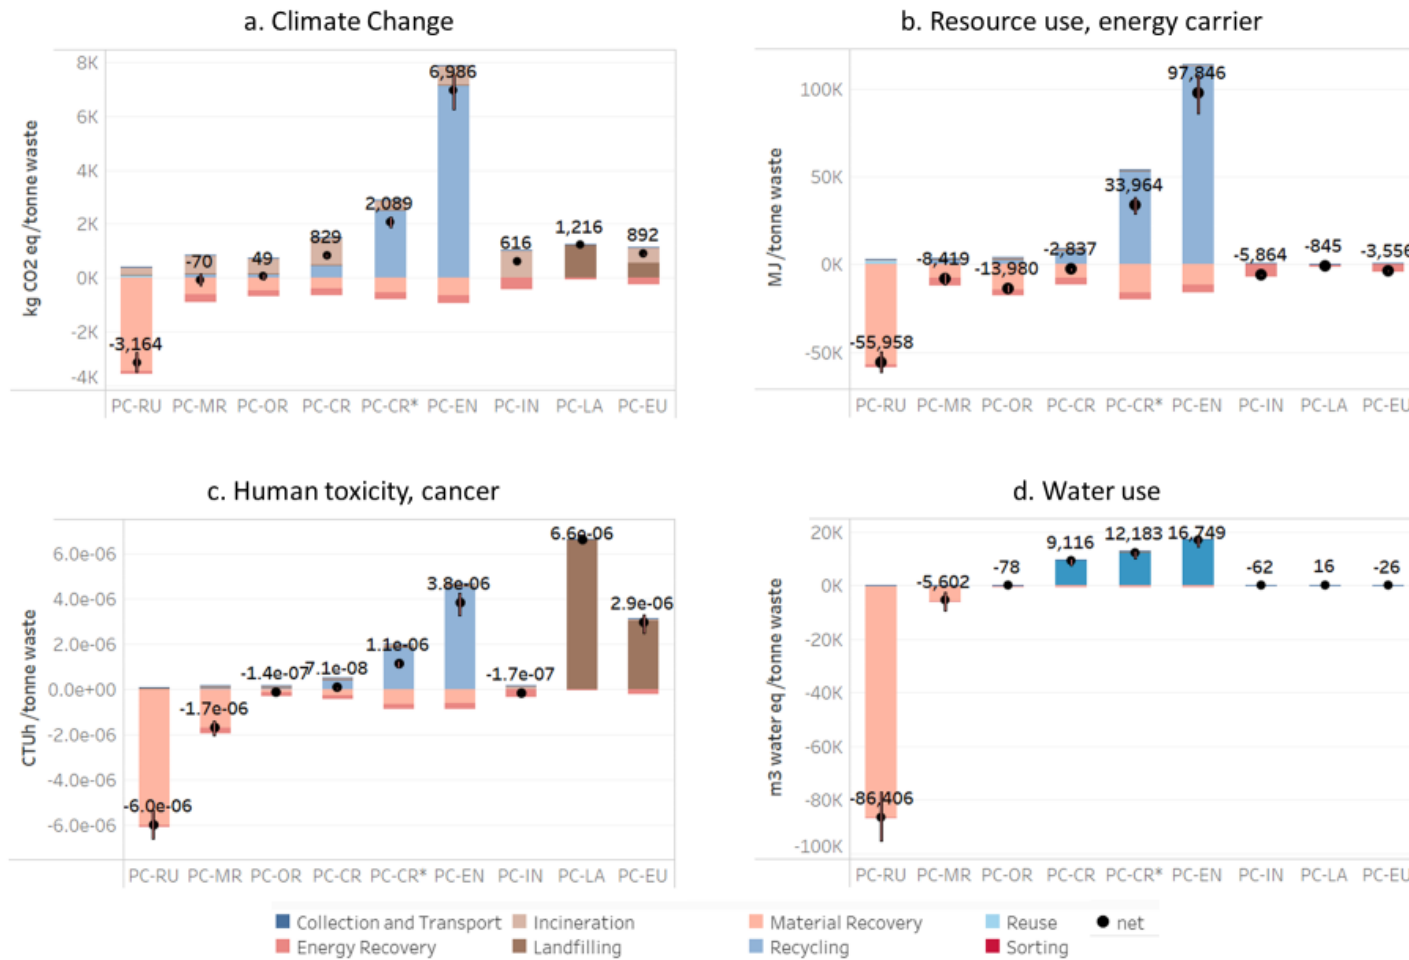 a. Climate Change
kg CO2 eq /tonne waste
8K
6K
4K
2K
0K
-2K
-4K
-3,164
-70
49
829
2,089
6,986
616
1,216
892
PC-RU PC-MR PC-OR PC-CR PC-CR* PC-EN PC-IN PC-LA PC-EU
b. Resource use, energy carrier
MJ /tonne waste
100K
50K
0K
-50K
-55,958
-8,419
-13,980
-2,837
33,964
97,846
-5,864
-845
-3,556
PC-RU PC-MR PC-OR PC-CR PC-CR* PC-EN PC-IN PC-LA PC-EU
c. Human toxicity, cancer
CTUh /tonne waste
6.0e-06
4.0e-06
2.0e-06
0.0e+00
-2.0e-06
-4.0e-06
-6.0e-06
-6.0e-06
-1.7e-06
-1.4e-07
7.1e-08
1.1e-06
3.8e-06
-1.7e-07
6.6e-06
2.9e-06
PC-RU PC-MR PC-OR PC-CR PC-CR* PC-EN PC-IN PC-LA PC-EU
d. Water use
m3 water eq /tonne waste
20K
0K
-20K
-40K
-60K
-80K
-100K
-86,406
-5,602
-78
9,116
12,183
16,749
-62
16
-26
PC-RU PC-MR PC-OR PC-CR PC-CR* PC-EN PC-IN PC-LA PC-EU
Collection and Transport Incineration Material Recovery Reuse net
Energy Recovery Landfilling Recycling Sorting